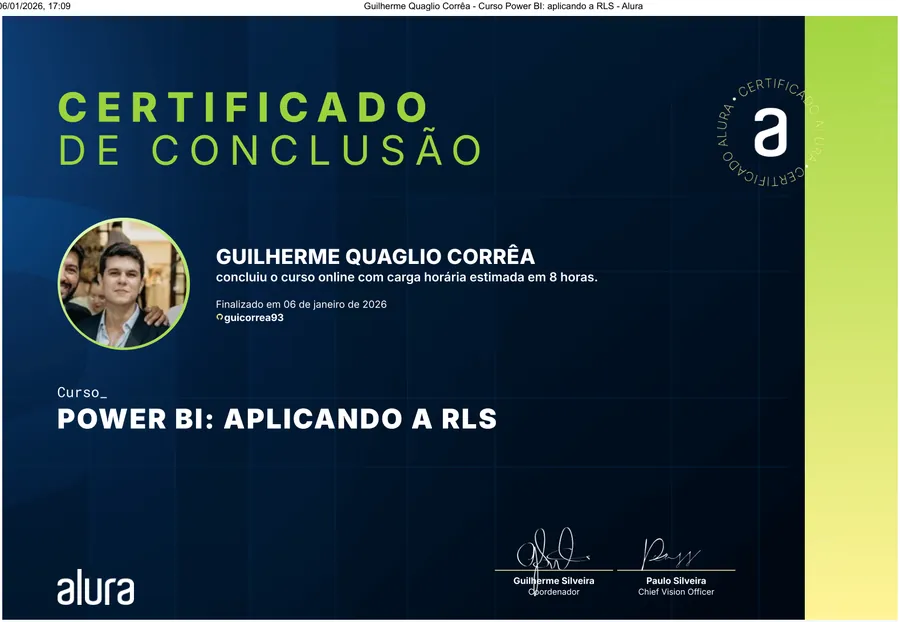 06/01/2026, 17:09
Guilherme Quaglio Corrêa - Curso Power BI: aplicando a RLS - Alura
CERTIFICADO
DE CONCLUSÃO
CERTIFICADO ALURA • CERTIFICADO ALURA •
a
GUILHERME QUAGLIO CORRÊA
concluiu o curso online com carga horária estimada em 8 horas.
Finalizado em 06 de janeiro de 2026
guicorrea93
Curso_
POWER BI: APLICANDO A RLS
Guilherme Silveira
Coordenador
Paulo Silveira
Chief Vision Officer
alura